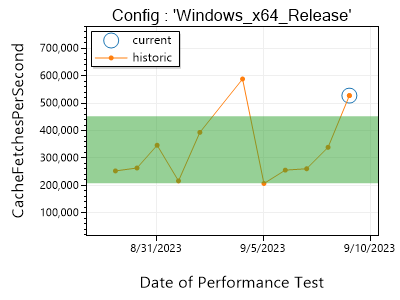 Config : 'Windows_x64_Release'
current
historic
CacheFetchesPerSecond
700,000
600,000
500,000
400,000
300,000
200,000
100,000
8/31/2023
9/5/2023
9/10/2023
Date of Performance Test